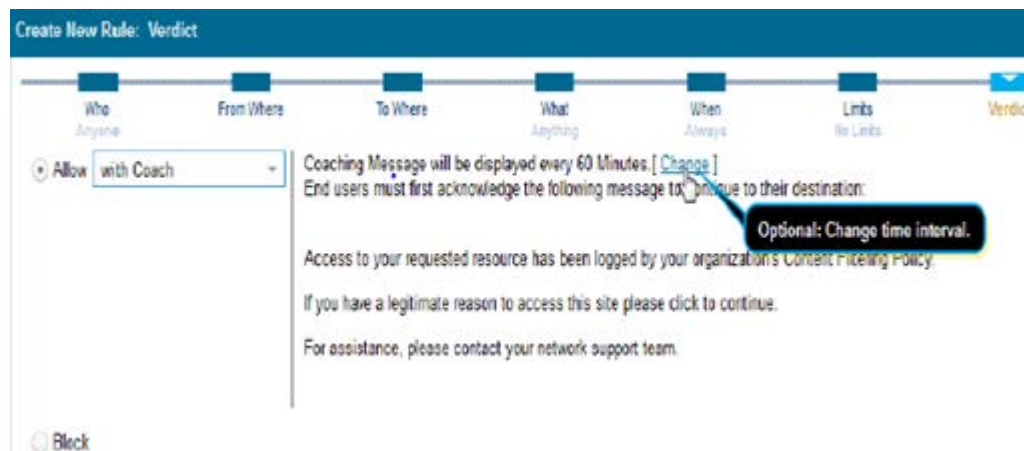 Create New Rule: Verdict
Who
Anyone
From Where
To Where
What
Anything
When
Always
Limits
No Limits
Verdic
Allow with Coach
Coaching Message will be displayed every 60 Minutes.[ Change ]
End users must first acknowledge the following message to continue to their destination:
Optional: Change time interval.
Access to your requested resource has been logged by your organization's Content Filtering Policy.
If you have a legitimate reason to access this site please click to continue.
For assistance, please contact your network support team.
Block